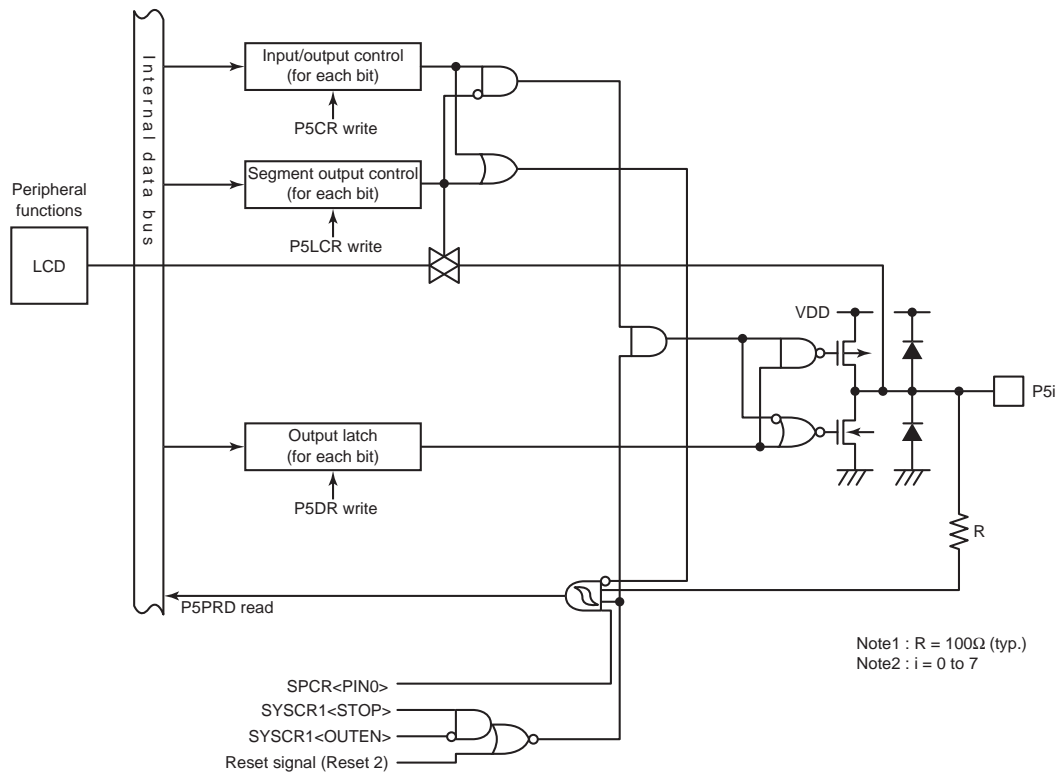 Internal data bus
Input/output control
(for each bit)
P5CR write
Segment output control
(for each bit)
P5LCR write
Peripheral
functions
LCD
VDD
P5i
Output latch
(for each bit)
P5DR write
R
P5PRD read
Note1 : R = 100Ω (typ.)
Note2 : i = 0 to 7
SPCR<PIN0>
SYSCR1<STOP>
SYSCR1<OUTEN>
Reset signal (Reset 2)